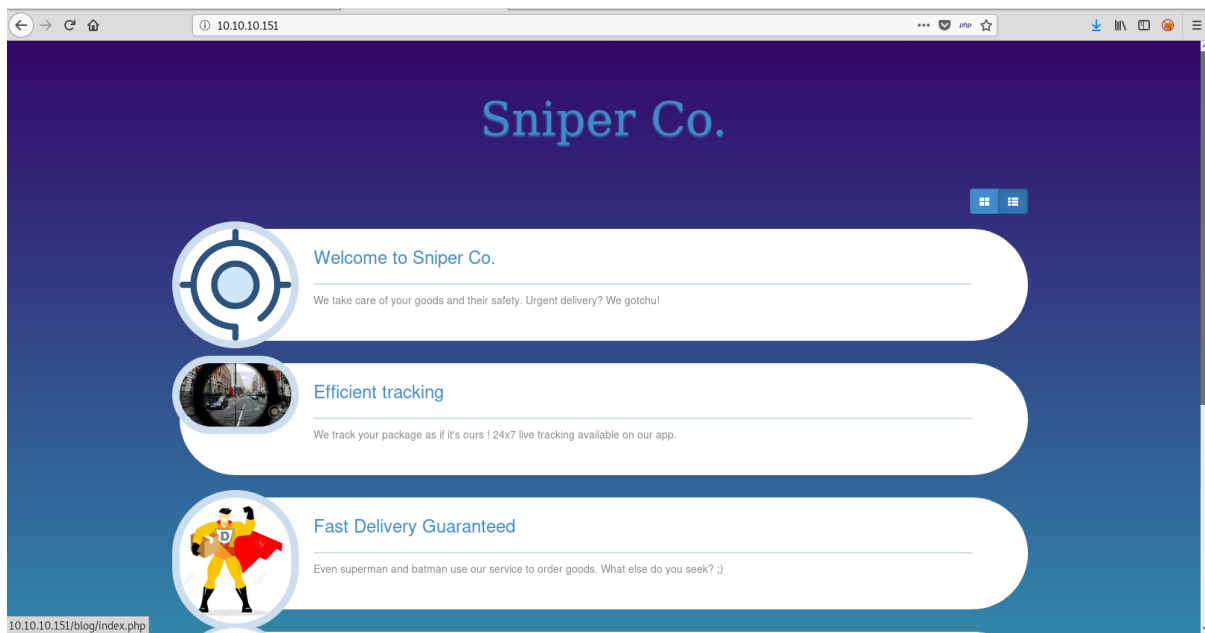 10.10.10.151
php
Sniper Co.
Welcome to Sniper Co.
We take care of your goods and their safety. Urgent delivery? We gotchu!
Efficient tracking
We track your package as if it's ours ! 24x7 live tracking available on our app.
D
Fast Delivery Guaranteed
Even superman and batman use our service to order goods. What else do you seek? ;)
10.10.10.151/blog/index.php